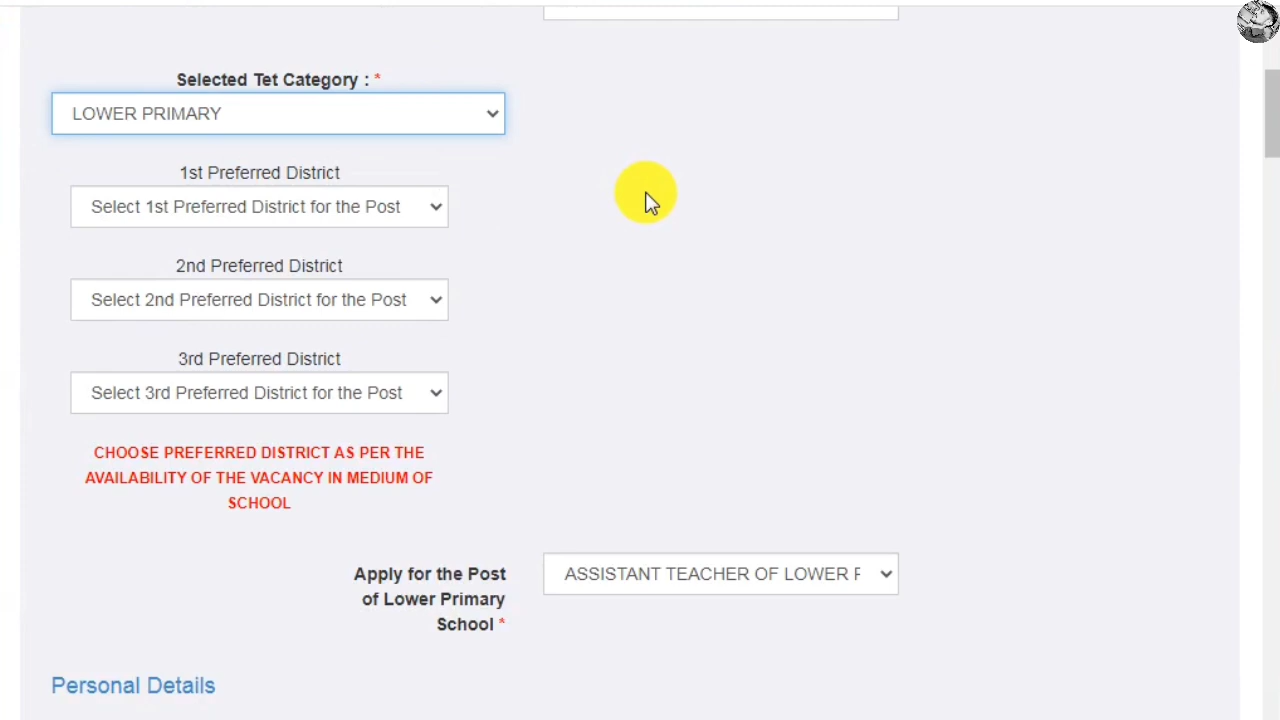 Selected Tet Category : *
LOWER PRIMARY
1st Preferred District
Select 1st Preferred District for the Post
2nd Preferred District
Select 2nd Preferred District for the Post
3rd Preferred District
Select 3rd Preferred District for the Post
CHOOSE PREFERRED DISTRICT AS PER THE
AVAILABILITY OF THE VACANCY IN MEDIUM OF
SCHOOL
Apply for the Post
of Lower Primary
School *
ASSISTANT TEACHER OF LOWER P
Personal Details